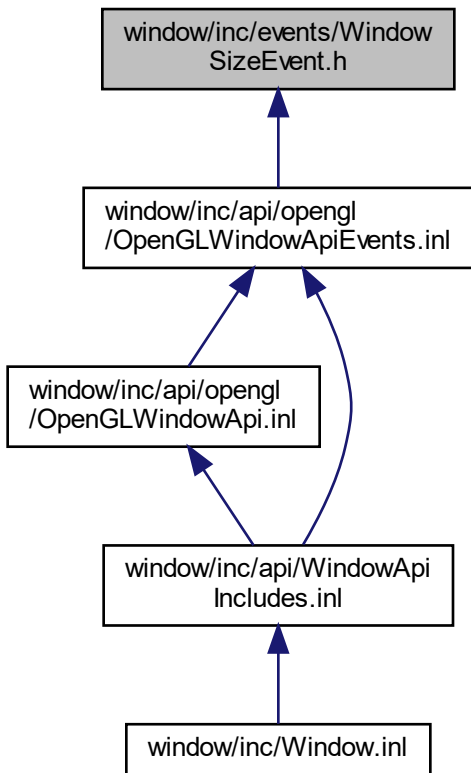 window/inc/events/Window
SizeEvent.h
window/inc/api/opengl
/OpenGLWindowApiEvents.inl
window/inc/api/opengl
/OpenGLWindowApi.inl
window/inc/api/WindowApi
Includes.inl
window/inc/Window.inl